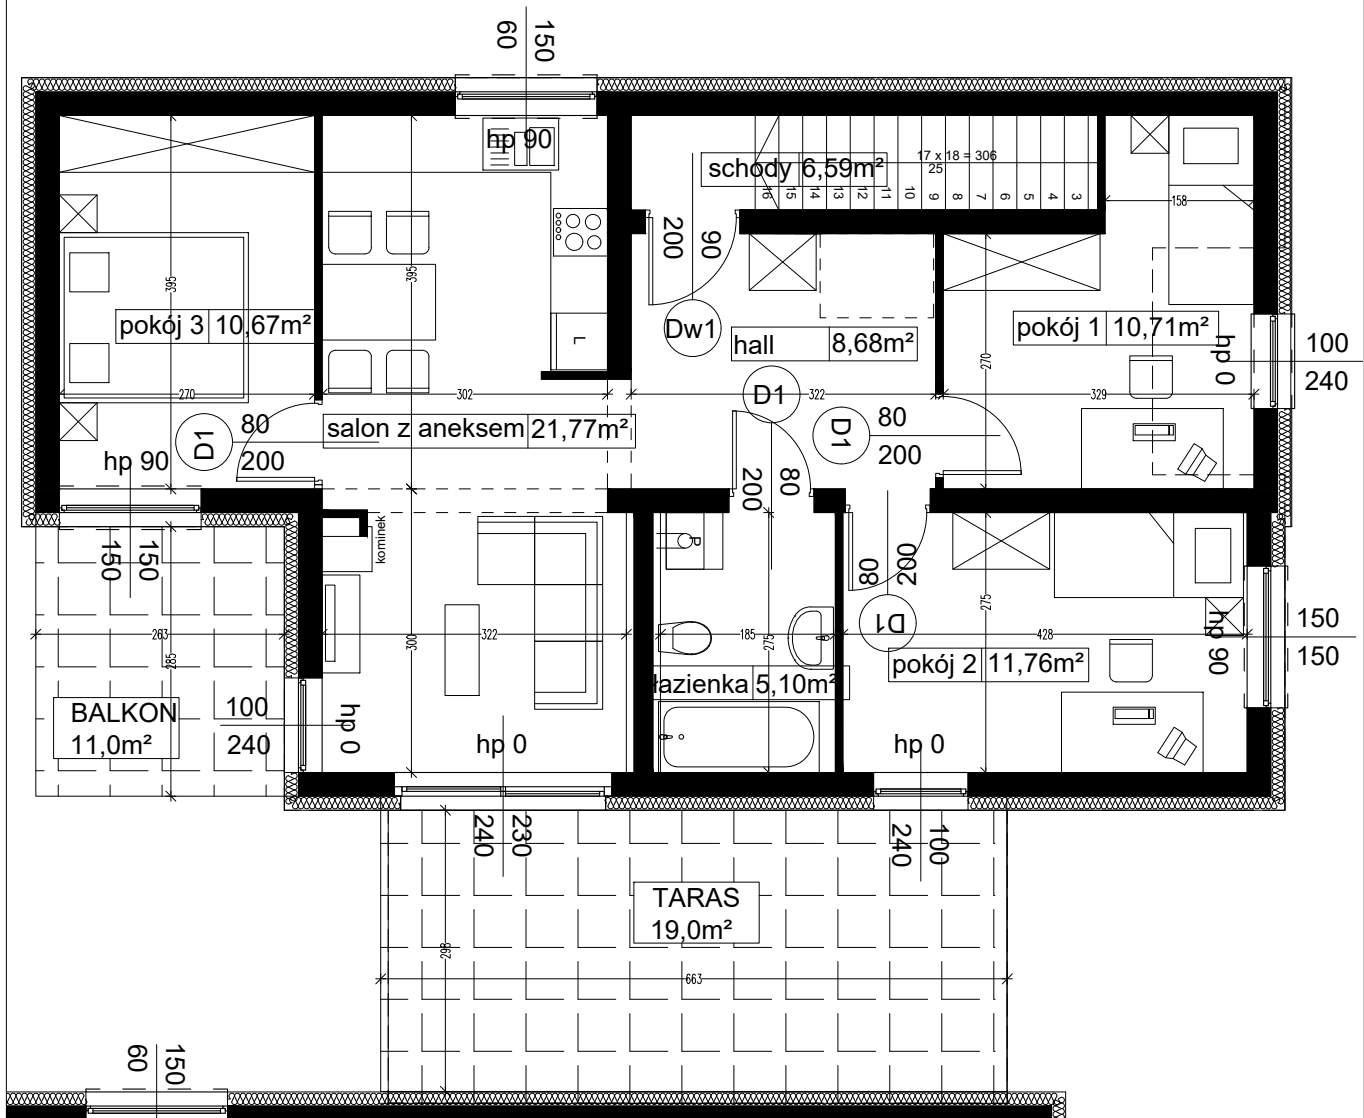 60
150
hp 90
schody 6,59m²
17 x 18 = 306
25
16 15 14 13 12 11 10 9 8 7 6 5 4 3
158
200
90
Dw1
395
395
pokój 3 10,67m²
L
hall 8,68m²
pokój 1 10,71m²
270
hp 0
100
240
270
302
322
329
D1
80
200
salon z aneksem 21,77m²
D1
D1
80
200
hp 90
200
80
150
150
kominek
P
80
200
D1
275
263
285
322
300
185
275
428
hp 90
150
150
łazienka 5,10m²
pokój 2 11,76m²
BALKON
11,0m²
100
240
hp 0
hp 0
hp 0
240
230
240
100
TARAS
19,0m²
298
663
60
150